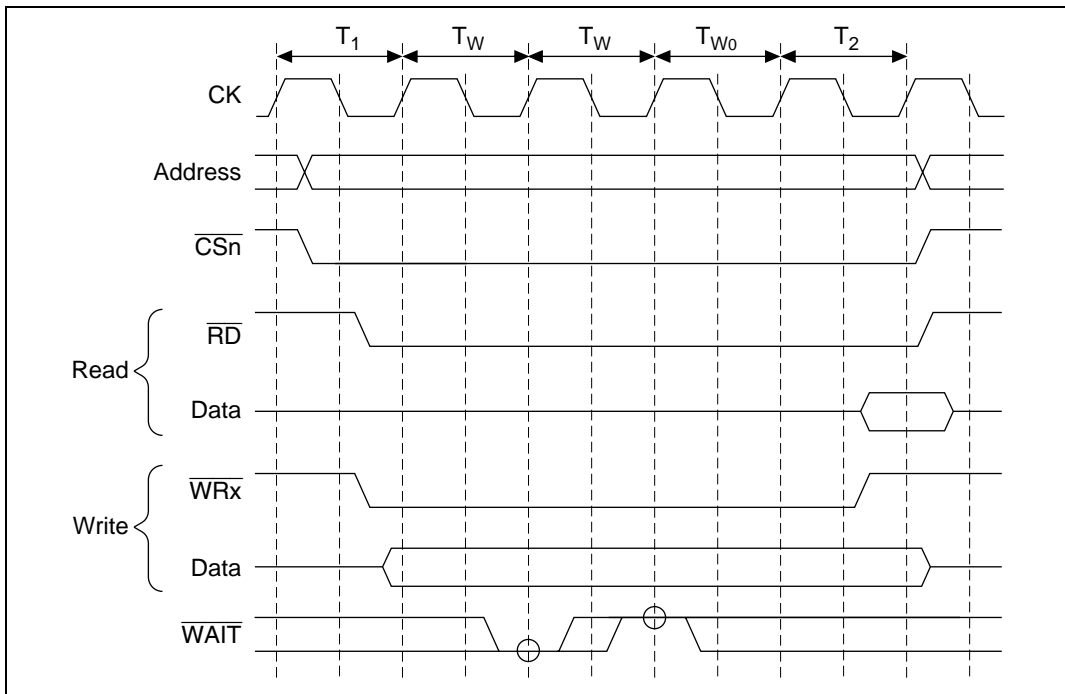 T1 TW TW TW0 T2
CK
Address
CSn
RD
Read
Data
WRx
Write
Data
WAIT